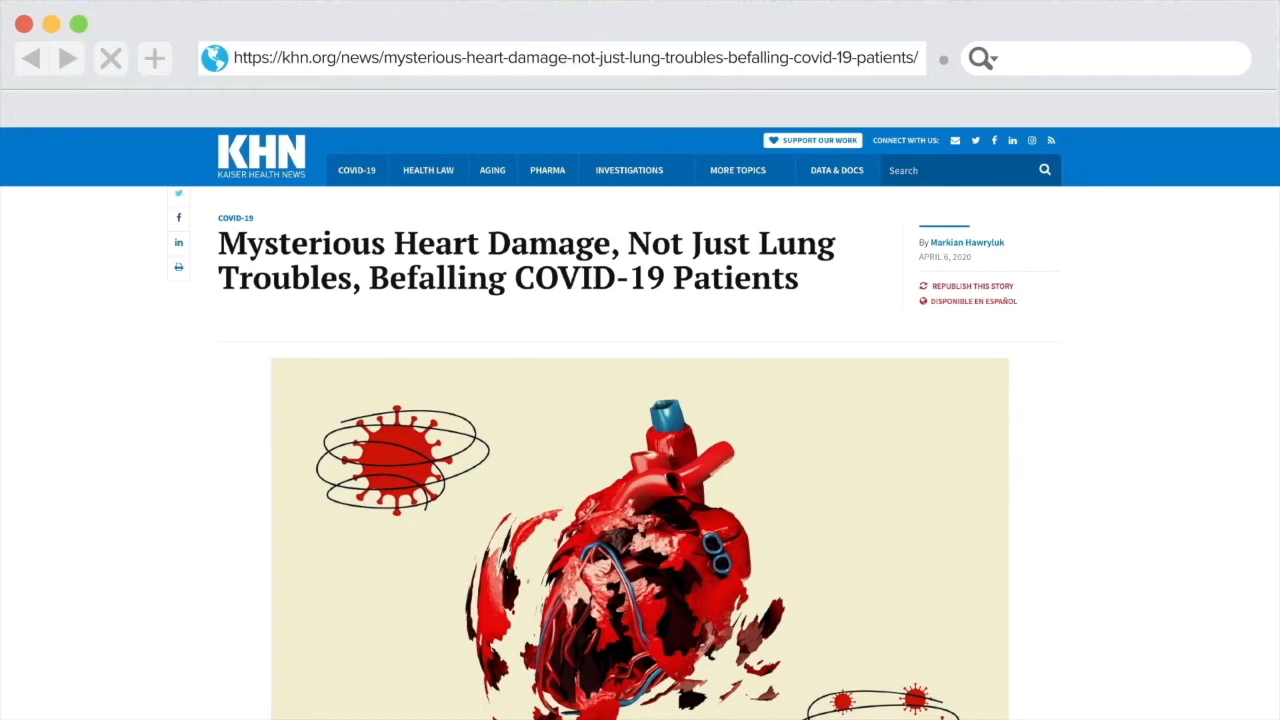 https://khn.org/news/mysterious-heart-damage-not-just-lung-troubles-befalling-covid-19-patients/
KHN
KAISER HEALTH NEWS
SUPPORT OUR WORK
CONNECT WITH US:
COVID-19
HEALTH LAW
AGING
PHARMA
INVESTIGATIONS
MORE TOPICS
DATA & DOCS
Search
COVID-19
Mysterious Heart Damage, Not Just Lung
Troubles, Befalling COVID-19 Patients
By Markian Hawryluk
APRIL 6, 2020
REPUBLISH THIS STORY
DISPONIBLE EN ESPAÑOL